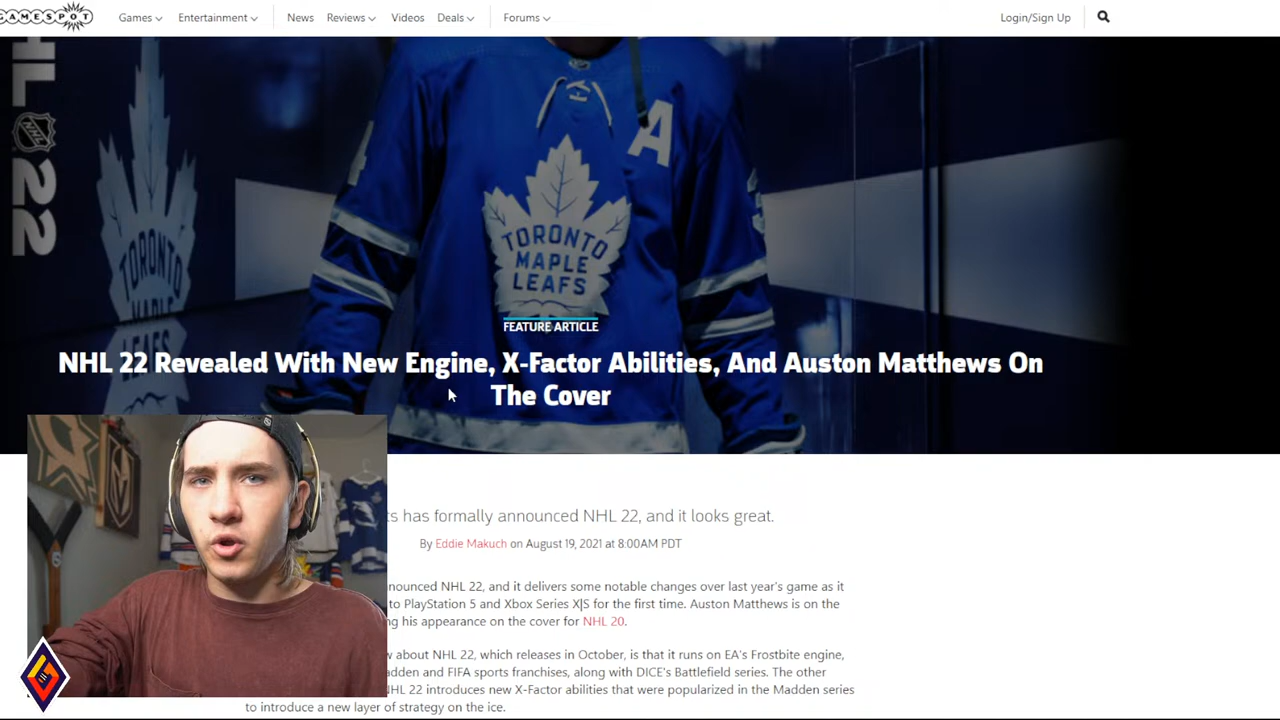 GAMESPOT
Games Entertainment News Reviews Videos Deals Forums Login/Sign Up
NHL 22
A
TORONTO
MAPLE
LEAFS
TORONTO
MAPLE
FEATURE ARTICLE
NHL 22 Revealed With New Engine, X-Factor Abilities, And Auston Matthews On
The Cover
has formally announced NHL 22, and it looks great.
By Eddie Makuch on August 19, 2021 at 8:00AM PDT
NHL 22, and it delivers some notable changes over last year's game as it
to PlayStation 5 and Xbox Series X|S for the first time. Auston Matthews is on the
his appearance on the cover for NHL 20.
about NHL 22, which releases in October, is that it runs on EA's Frostbite engine,
and FIFA sports franchises, along with DICE's Battlefield series. The other
NHL 22 introduces new X-Factor abilities that were popularized in the Madden series
to introduce a new layer of strategy on the ice.